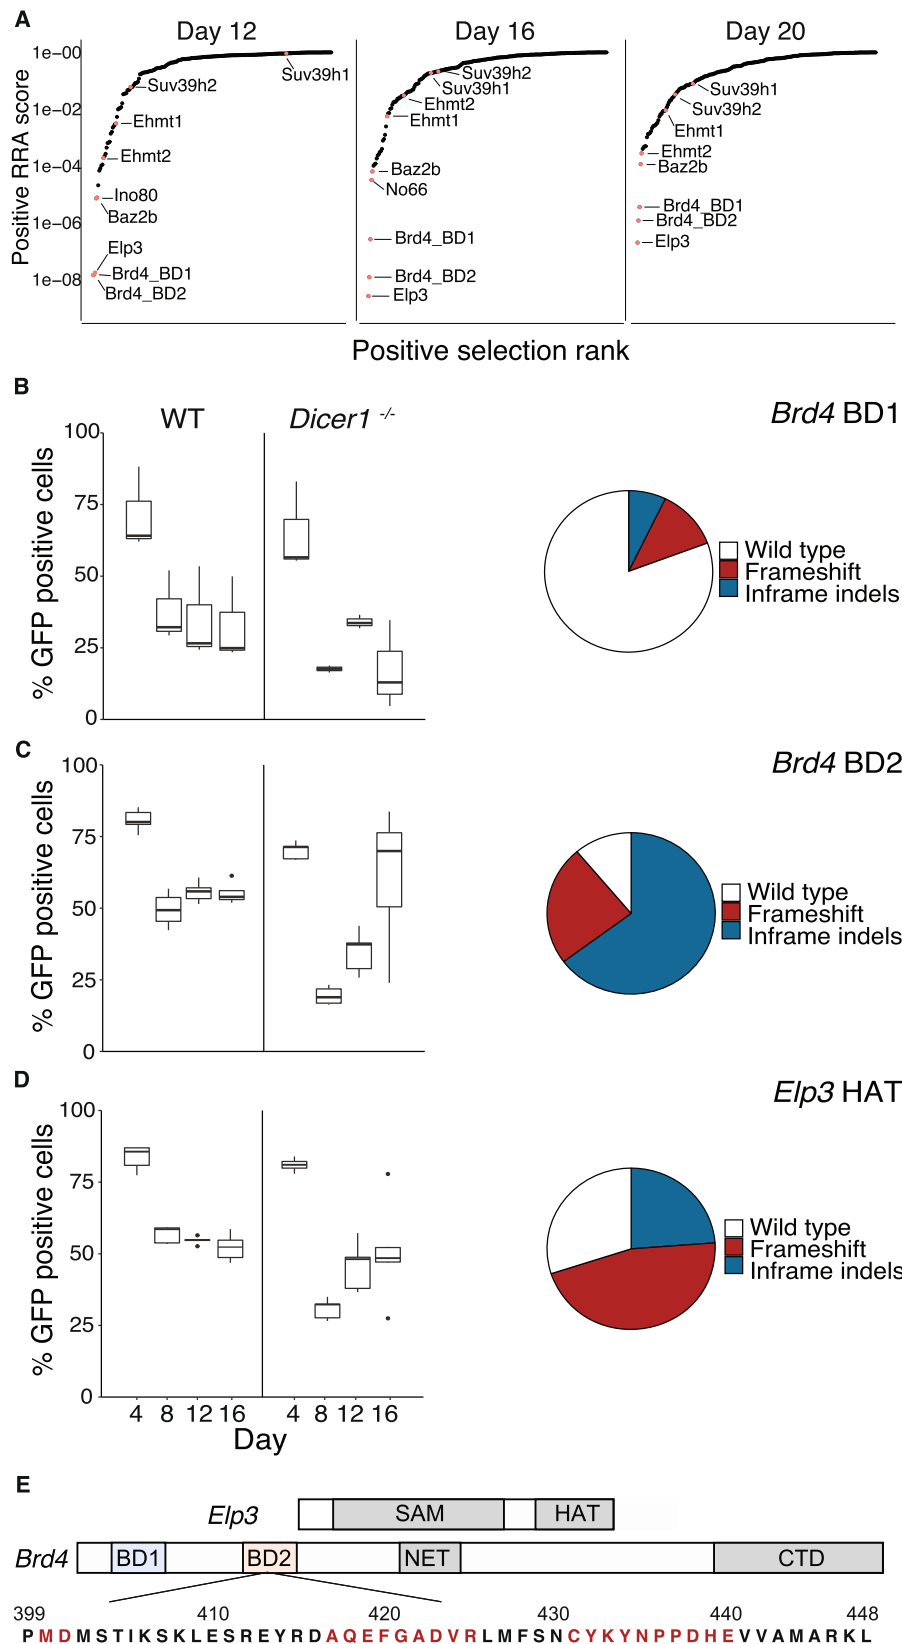 A
Day 12
Day 16
Day 20
Positive RRA score
1e−00
1e−02
1e−04
1e−06
1e−08
Suv39h1
Suv39h2
Ehmt1
Ehmt2
Ino80
Baz2b
Elp3
Brd4_BD1
Brd4_BD2
Suv39h2
Suv39h1
Ehmt2
Ehmt1
Baz2b
No66
Brd4_BD1
Brd4_BD2
Elp3
Suv39h1
Suv39h2
Ehmt1
Ehmt2
Baz2b
Brd4_BD1
Brd4_BD2
Elp3
Positive selection rank
B
WT
Dicer1 -/-
Brd4 BD1
% GFP positive cells
100
75
50
25
0
Wild type
Frameshift
Inframe indels
C
Brd4 BD2
% GFP positive cells
100
75
50
25
0
Wild type
Frameshift
Inframe indels
D
Elp3 HAT
% GFP positive cells
100
75
50
25
0
4 8 12 16 4 8 12 16
Day
Wild type
Frameshift
Inframe indels
E
Elp3 SAM HAT
Brd4 BD1 BD2 NET CTD
399 410 420 430 440 448
PMDMSTIKSKLESREYRDAQEFGADVRLMFSNCYKYNPPDHEVVAMARKL